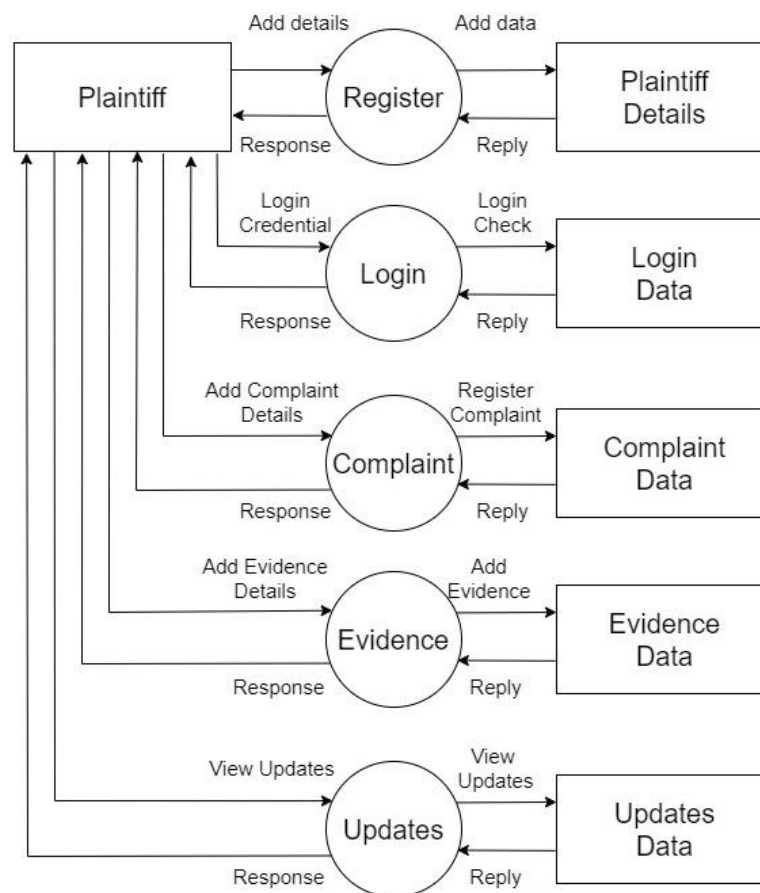 Add details
Add data
Plaintiff
Register
Plaintiff
Details
Response
Reply
Login
Credential
Login
Check
Login
Login
Data
Response
Reply
Add Complaint
Details
Register
Complaint
Complaint
Complaint
Data
Response
Reply
Add Evidence
Details
Add
Evidence
Evidence
Evidence
Data
Response
Reply
View Updates
View
Updates
Updates
Updates
Data
Response
Reply